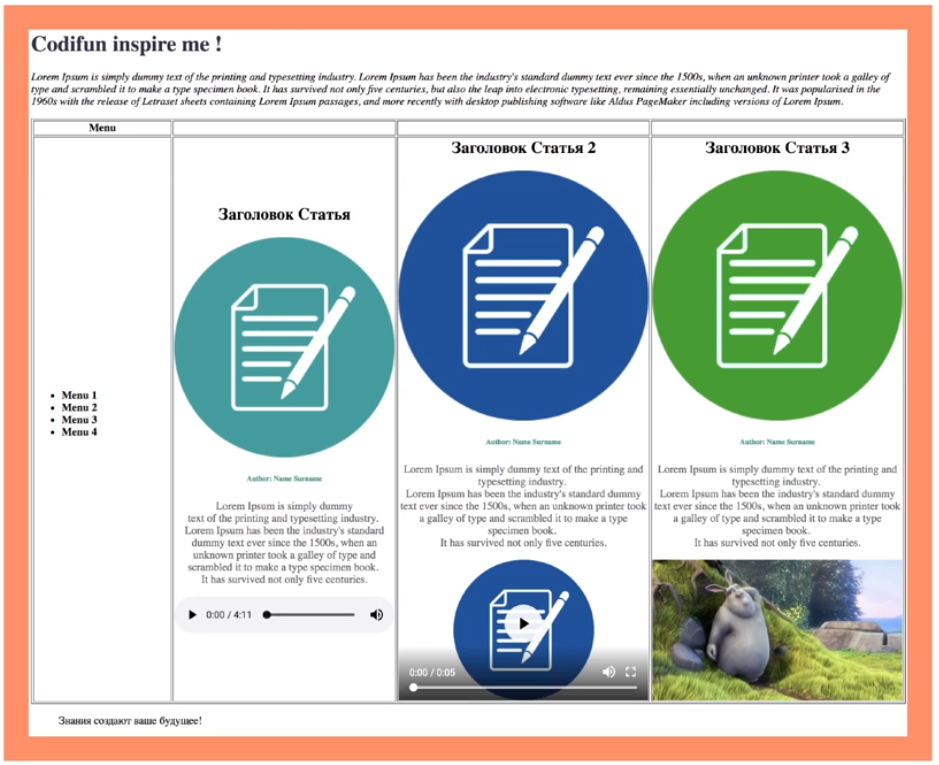 Codifun inspire me !
Lorem Ipsum is simply dummy text of the printing and typesetting industry. Lorem Ipsum has been the industry's standard dummy text ever since the 1500s, when an unknown printer took a galley of
type and scrambled it to make a type specimen book. It has survived not only five centuries, but also the leap into electronic typesetting, remaining essentially unchanged. It was popularised in the
1960s with the release of Letraset sheets containing Lorem Ipsum passages, and more recently with desktop publishing software like Aldus PageMaker including versions of Lorem Ipsum.
Menu
Menu 1
Menu 2
Menu 3
Menu 4
Заголовок Статья
Author: Name Surname
Lorem Ipsum is simply dummy
text of the printing and typesetting industry.
Lorem Ipsum has been the industry's standard
dummy text ever since the 1500s, when an
unknown printer took a galley of type and
scrambled it to make a type specimen book.
It has survived not only five centuries.
0:00 / 4:11
Заголовок Статья 2
Author: Name Surname
Lorem Ipsum is simply dummy text of the printing and
typesetting industry.
Lorem Ipsum has been the industry's standard dummy
text ever since the 1500s, when an unknown printer took
a galley of type and scrambled it to make a type
specimen book.
It has survived not only five centuries.
0:00 / 0:05
Заголовок Статья 3
Author: Name Surname
Lorem Ipsum is simply dummy text of the printing and
typesetting industry.
Lorem Ipsum has been the industry's standard dummy
text ever since the 1500s, when an unknown printer took
a galley of type and scrambled it to make a type
specimen book.
It has survived not only five centuries.
Знания создают ваше будущее!